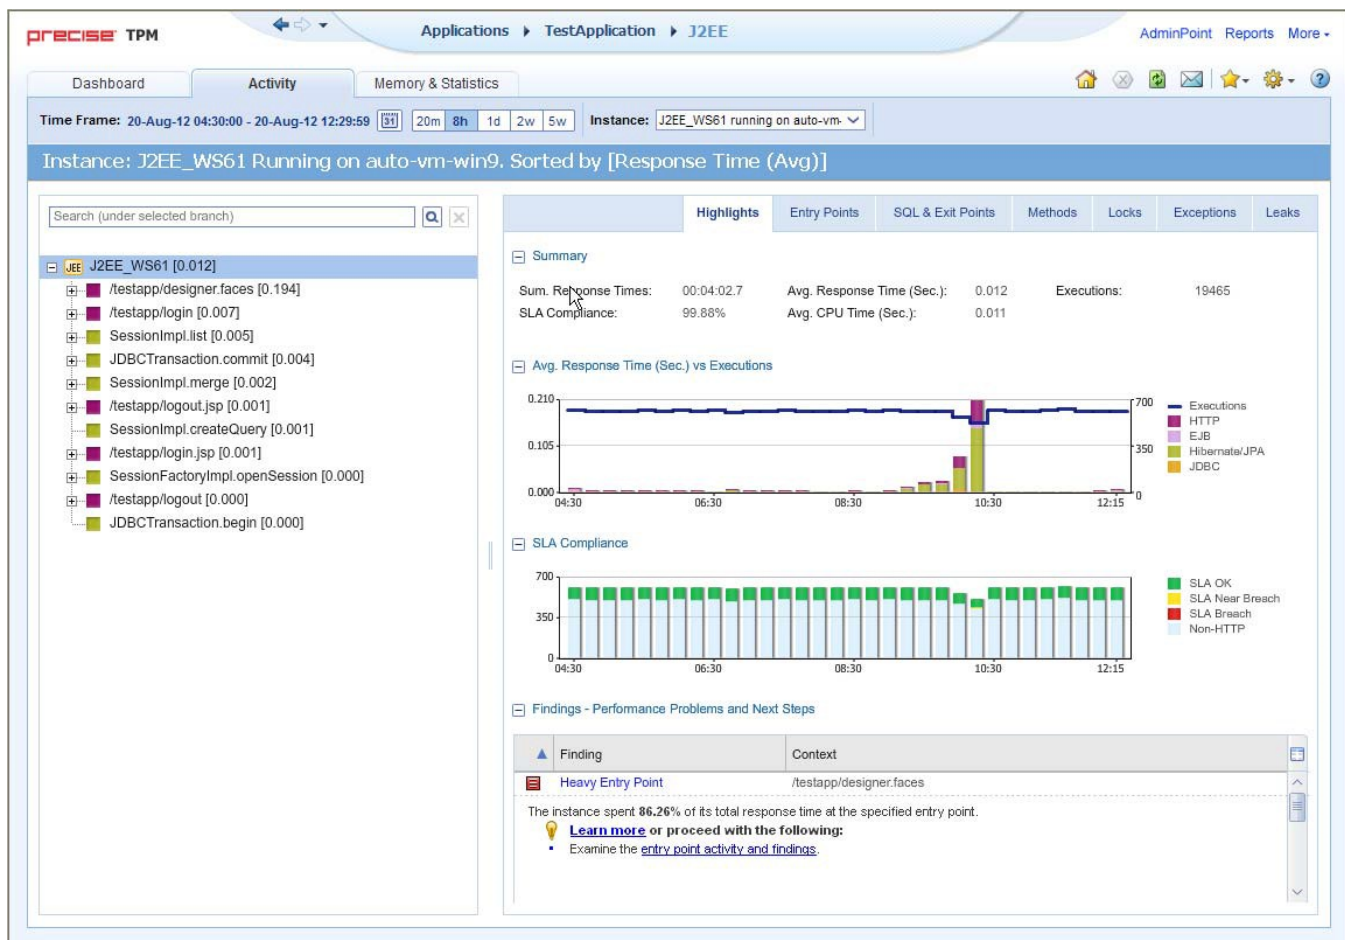 precise TPM
Applications TestApplication J2EE
AdminPoint Reports More
Dashboard Activity Memory & Statistics
Time Frame: 20-Aug-12 04:30:00 - 20-Aug-12 12:29:59 31 20m 8h 1d 2w 5w Instance: J2EE_WS61 running on auto-vm-
Instance: J2EE_WS61 Running on auto-vm-win9. Sorted by [Response Time (Avg)]
Search (under selected branch)
JEE J2EE_WS61 [0.012]
/testapp/designer.faces [0.194]
/testapp/login [0.007]
SessionImpl.list [0.005]
JDBCTransaction.commit [0.004]
SessionImpl.merge [0.002]
/testapp/logout.jsp [0.001]
SessionImpl.createQuery [0.001]
/testapp/login.jsp [0.001]
SessionFactoryImpl.openSession [0.000]
/testapp/logout [0.000]
JDBCTransaction.begin [0.000]
Highlights Entry Points SQL & Exit Points Methods Locks Exceptions Leaks
Summary
Sum. Response Times: 00:04:02.7 Avg. Response Time (Sec.): 0.012 Executions: 19465
SLA Compliance: 99.88% Avg. CPU Time (Sec.): 0.011
Avg. Response Time (Sec.) vs Executions
0.210
0.105
0.000
700
350
0
04:30 06:30 08:30 10:30 12:15
Executions
HTTP
EJB
Hibernate/JPA
JDBC
SLA Compliance
700
350
0
04:30 06:30 08:30 10:30 12:15
SLA OK
SLA Near Breach
SLA Breach
Non-HTTP
Findings - Performance Problems and Next Steps
Finding Context
Heavy Entry Point /testapp/designer.faces
The instance spent 86.26% of its total response time at the specified entry point.
Learn more or proceed with the following:
Examine the entry point activity and findings.